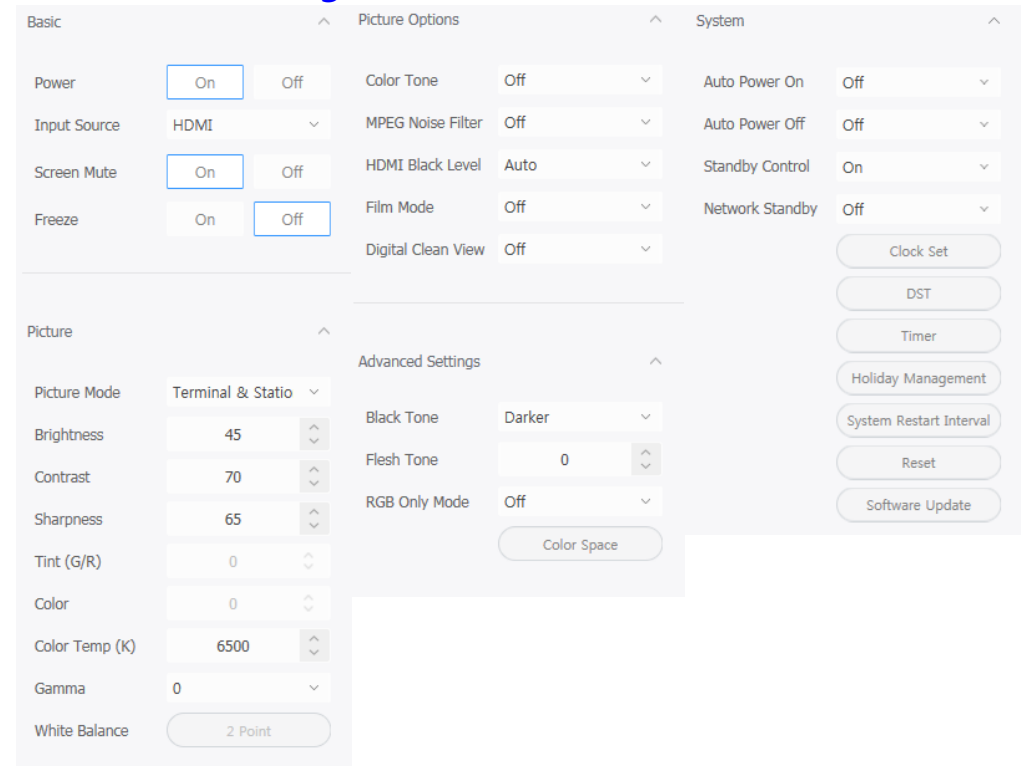 Basic
Power On Off
Input Source HDMI
Screen Mute On Off
Freeze On Off
Picture
Picture Mode Terminal & Statio
Brightness 45
Contrast 70
Sharpness 65
Tint (G/R) 0
Color 0
Color Temp (K) 6500
Gamma 0
White Balance 2 Point
Picture Options
Color Tone Off
MPEG Noise Filter Off
HDMI Black Level Auto
Film Mode Off
Digital Clean View Off
Advanced Settings
Black Tone Darker
Flesh Tone 0
RGB Only Mode Off
Color Space
System
Auto Power On Off
Auto Power Off Off
Standby Control On
Network Standby Off
Clock Set
DST
Timer
Holiday Management
System Restart Interval
Reset
Software Update